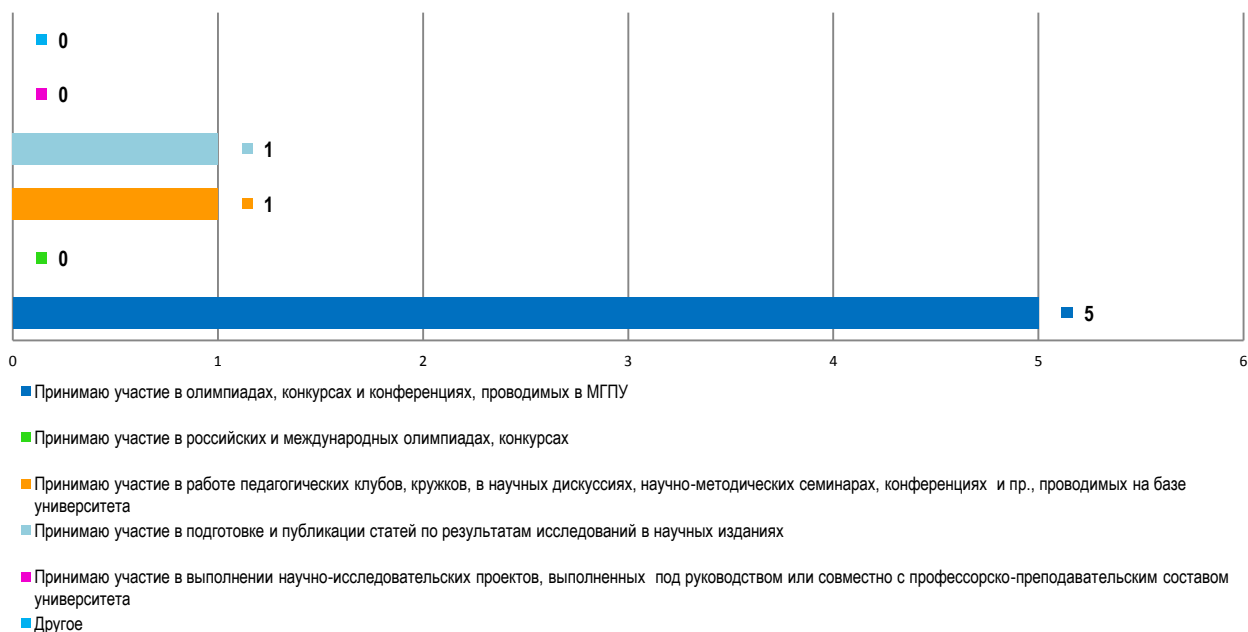 0
0
1
1
0
5
0 1 2 3 4 5 6
Принимаю участие в олимпиадах, конкурсах и конференциях, проводимых в МГПУ
Принимаю участие в российских и международных олимпиадах, конкурсах
Принимаю участие в работе педагогических клубов, кружков, в научных дискуссиях, научно-методических семинарах, конференциях и пр., проводимых на базе
университета
Принимаю участие в подготовке и публикации статей по результатам исследований в научных изданиях
Принимаю участие в выполнении научно-исследовательских проектов, выполненных под руководством или совместно с профессорско-преподавательским составом
университета
Другое